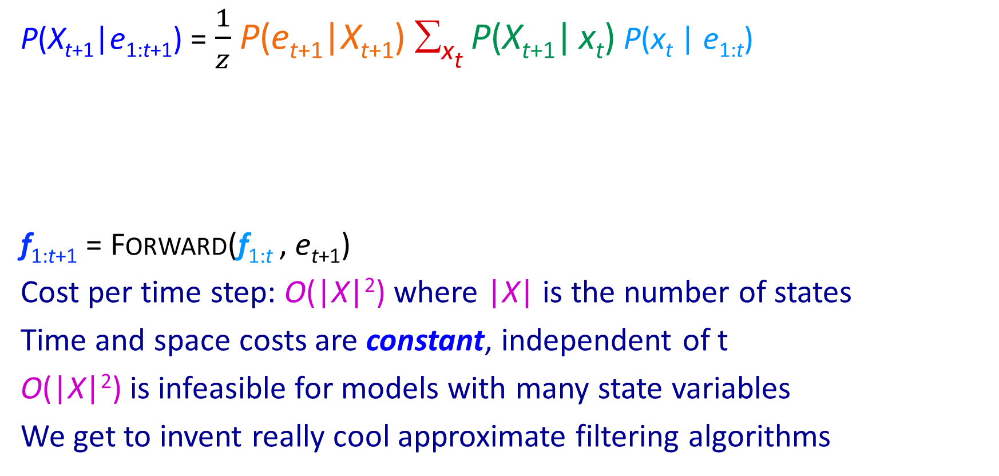 P(X_{t+1}|e_{1:t+1}) = \frac{1}{z} P(e_{t+1}|X_{t+1}) ∑_{x_t} P(X_{t+1}| x_t) P(x_t | e_{1:t})
f_{1:t+1} = FORWARD(f_{1:t} , e_{t+1})
Cost per time step: O(|X|²) where |X| is the number of states
Time and space costs are constant, independent of t
O(|X|²) is infeasible for models with many state variables
We get to invent really cool approximate filtering algorithms